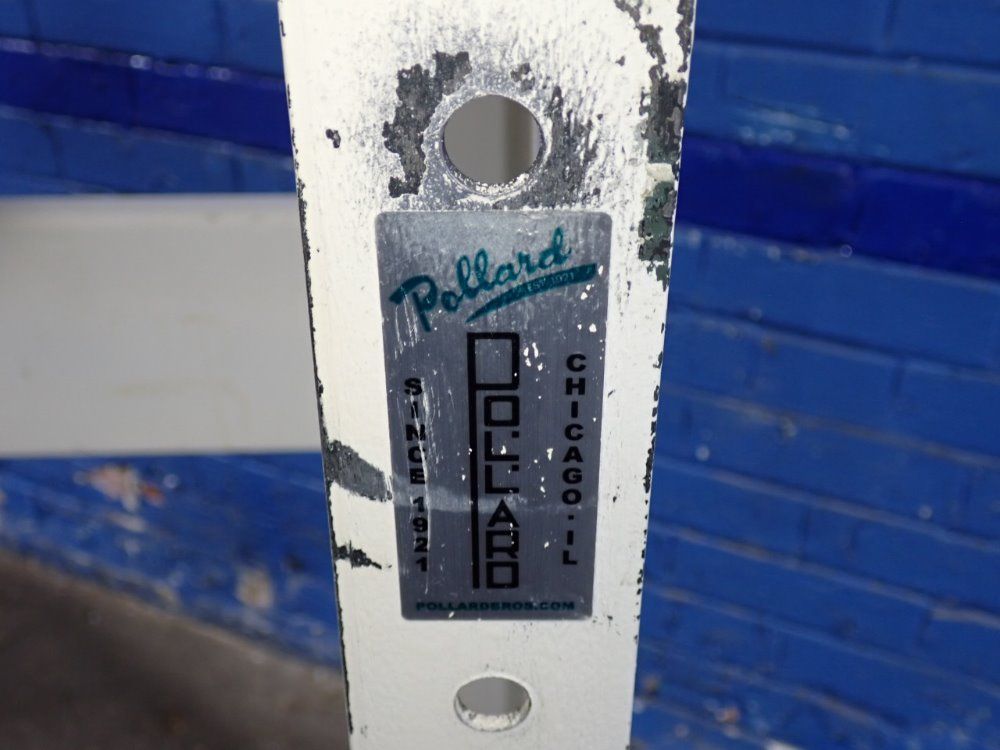 Pollard
EST. 1921
SINCE 1921
POLLARD
CHICAGO·IL
POLLARDBROS.COM